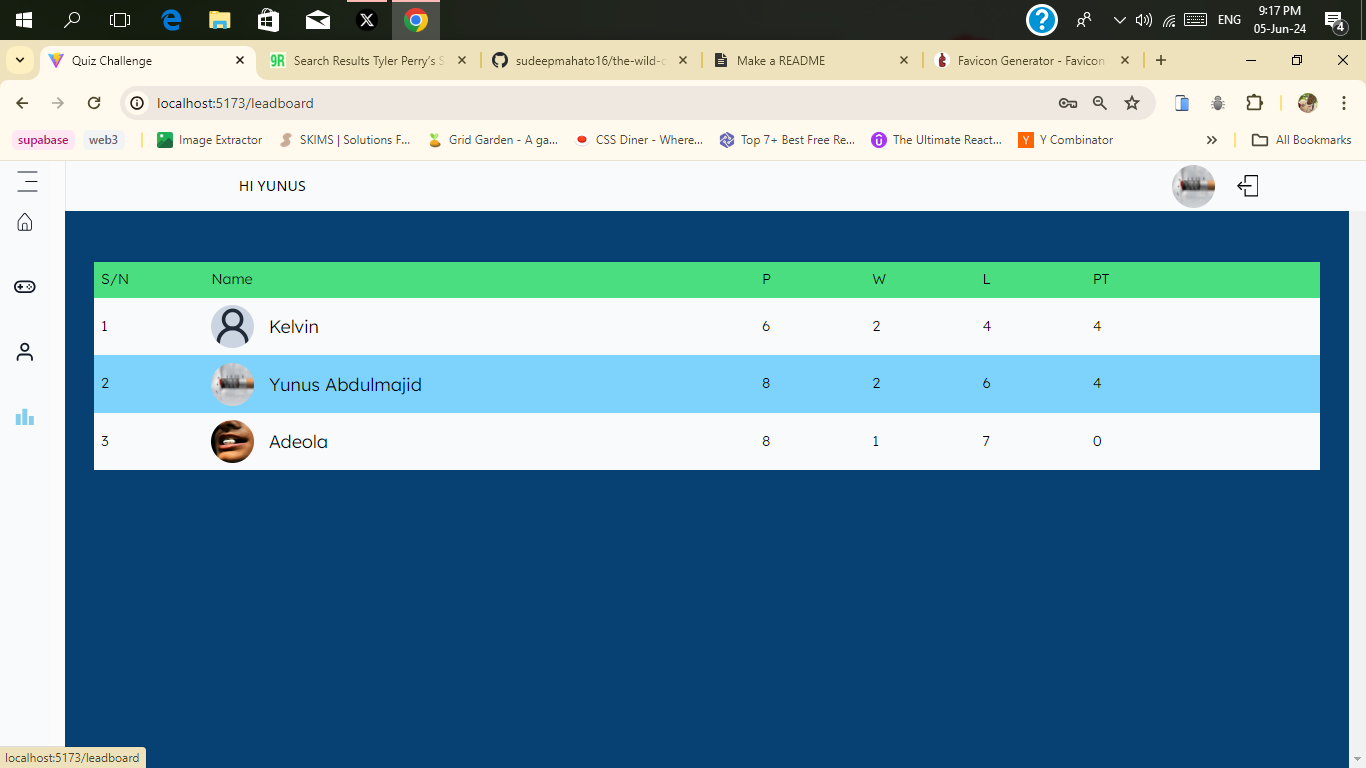 ENG
9:17 PM
05-Jun-24
4
Quiz Challenge
9R Search Results Tyler Perry's S
sudeepmahato16/the-wild-o
Make a README
Favicon Generator - Favicon
localhost:5173/leadboard
supabase
web3
Image Extractor
SKIMS | Solutions F...
Grid Garden - A ga...
CSS Diner - Where...
Top 7+ Best Free Re...
The Ultimate React...
Y Y Combinator
All Bookmarks
HI YUNUS
S/N Name P W L PT
1 Kelvin 6 2 4 4
2 Yunus Abdulmajid 8 2 6 4
3 Adeola 8 1 7 0
localhost:5173/leadboard